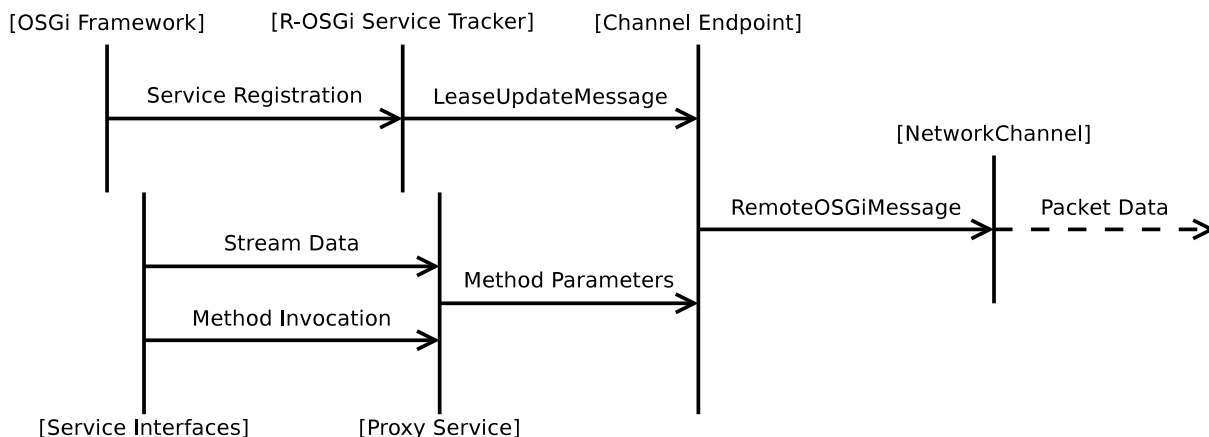 [OSGi Framework]
[R-OSGi Service Tracker]
[Channel Endpoint]
Service Registration
LeaseUpdateMessage
[NetworkChannel]
RemoteOSGiMessage
Packet Data
Stream Data
Method Parameters
Method Invocation
[Service Interfaces]
[Proxy Service]